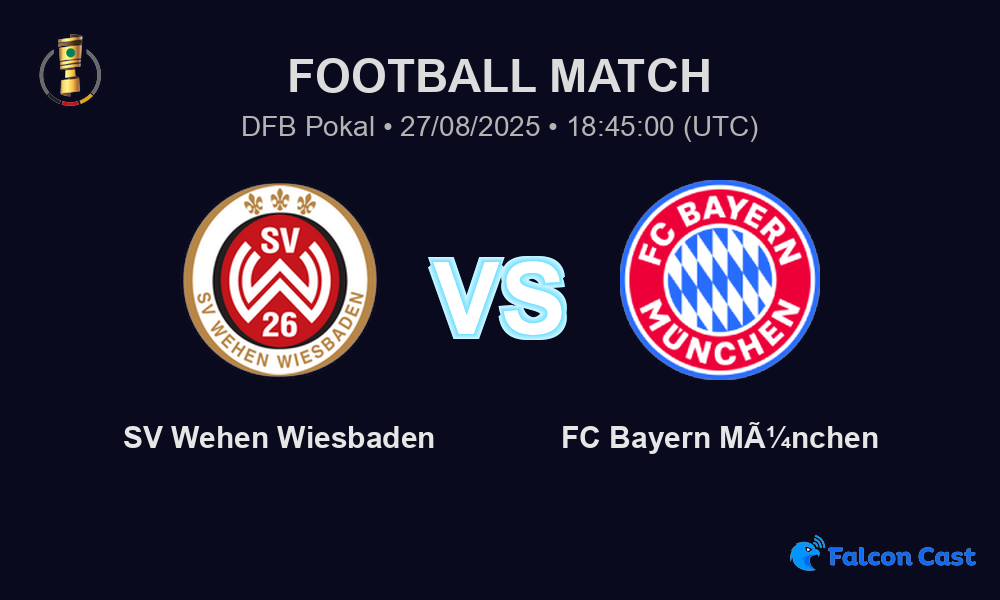 FOOTBALL MATCH
DFB Pokal • 27/08/2025 • 18:45:00 (UTC)
SV
26
SV WEHEN WIESBADEN
VS
FC BAYERN
MÜNCHEN
SV Wehen Wiesbaden
FC Bayern MÃ¼nchen
Falcon Cast